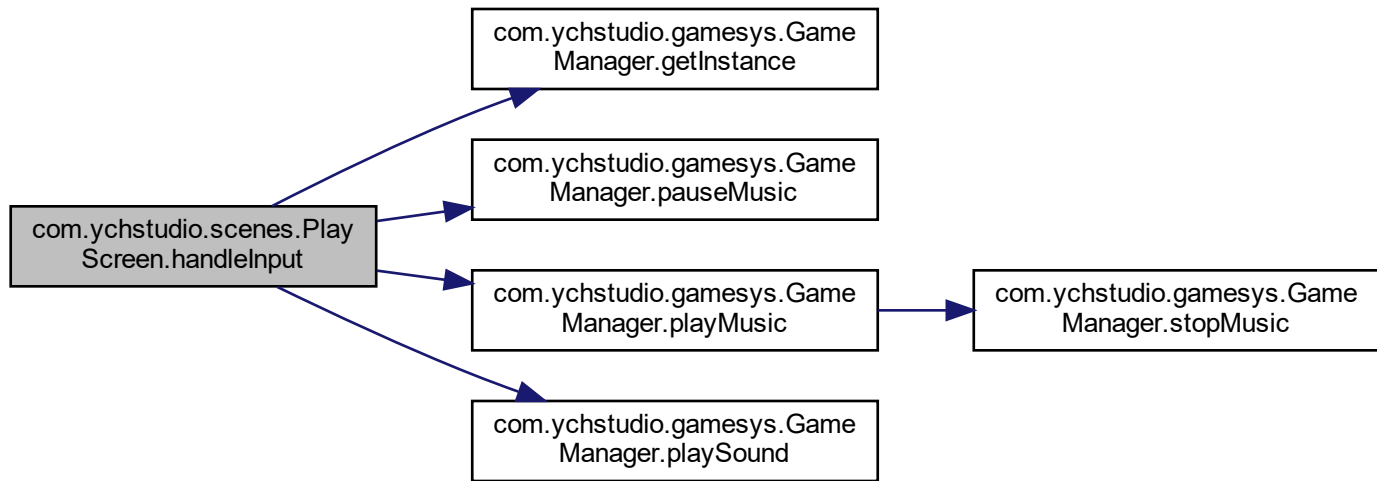 com.ychstudio.scenes.Play
Screen.handleInput
com.ychstudio.gamesys.Game
Manager.getInstance
com.ychstudio.gamesys.Game
Manager.pauseMusic
com.ychstudio.gamesys.Game
Manager.playMusic
com.ychstudio.gamesys.Game
Manager.stopMusic
com.ychstudio.gamesys.Game
Manager.playSound